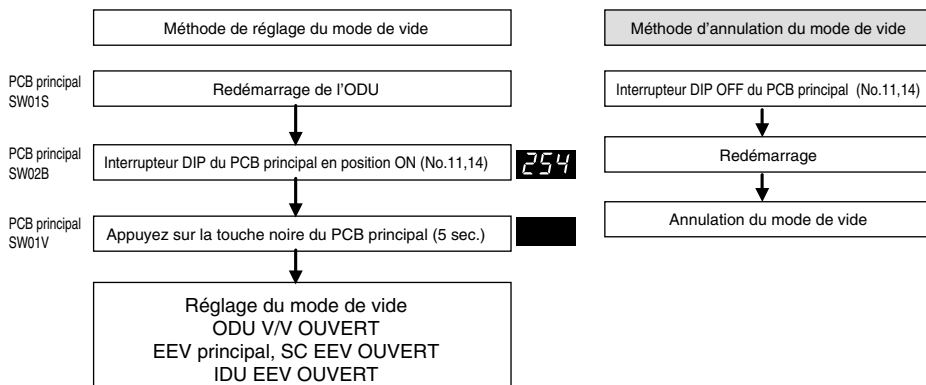 Méthode de réglage du mode de vide
PCB principal
SW01S
Redémarrage de l'ODU
PCB principal
SW02B
Interrupteur DIP du PCB principal en position ON (No.11,14)
254
PCB principal
SW01V
Appuyez sur la touche noire du PCB principal (5 sec.)
Réglage du mode de vide
ODU V/V OUVERT
EEV principal, SC EEV OUVERT
IDU EEV OUVERT
Méthode d'annulation du mode de vide
Interrupteur DIP OFF du PCB principal (No.11,14)
Redémarrage
Annulation du mode de vide